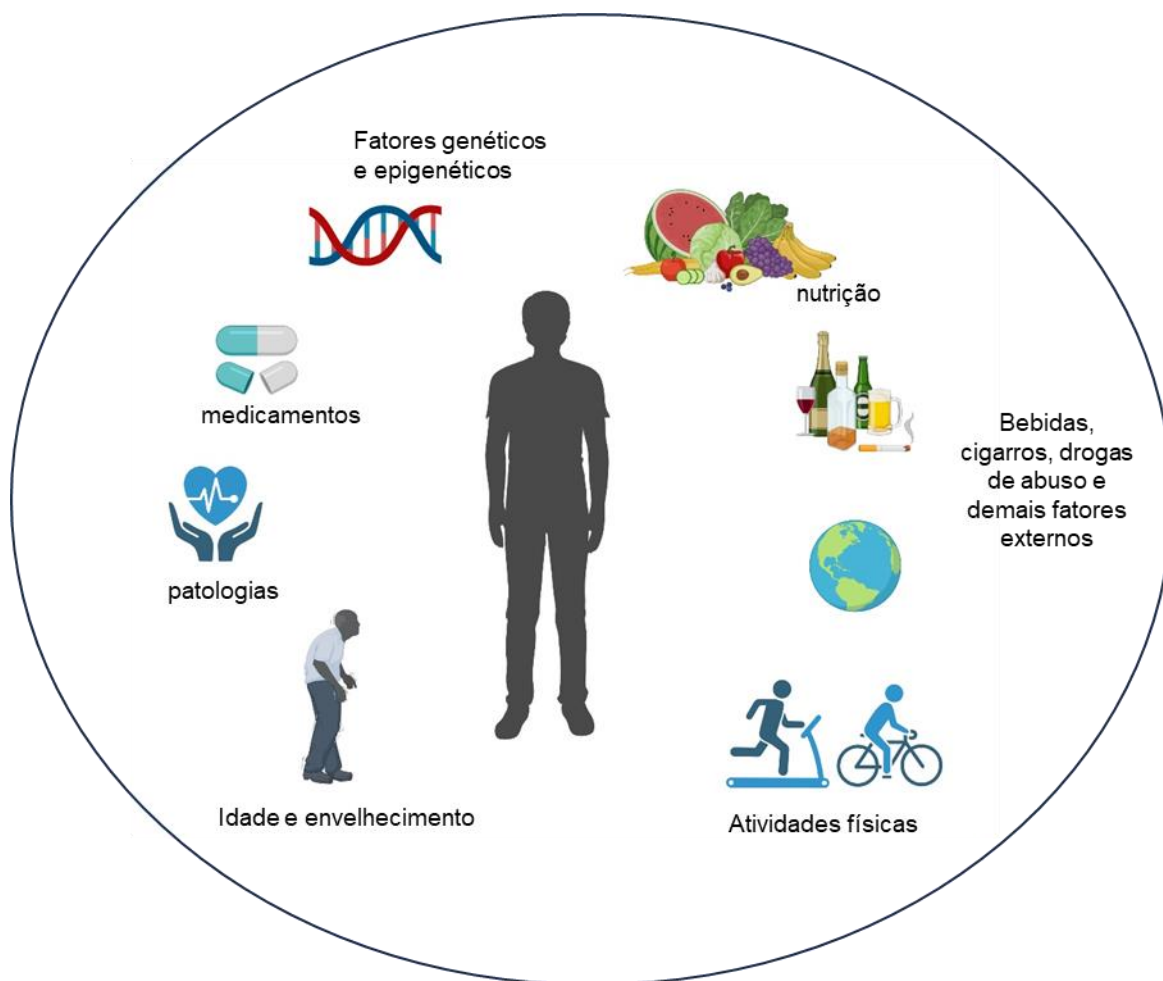 Fatores genéticos
e epigenéticos
nutrição
medicamentos
Bebidas,
cigarros, drogas
de abuso e
demais fatores
externos
patologias
Idade e envelhecimento
Atividades físicas